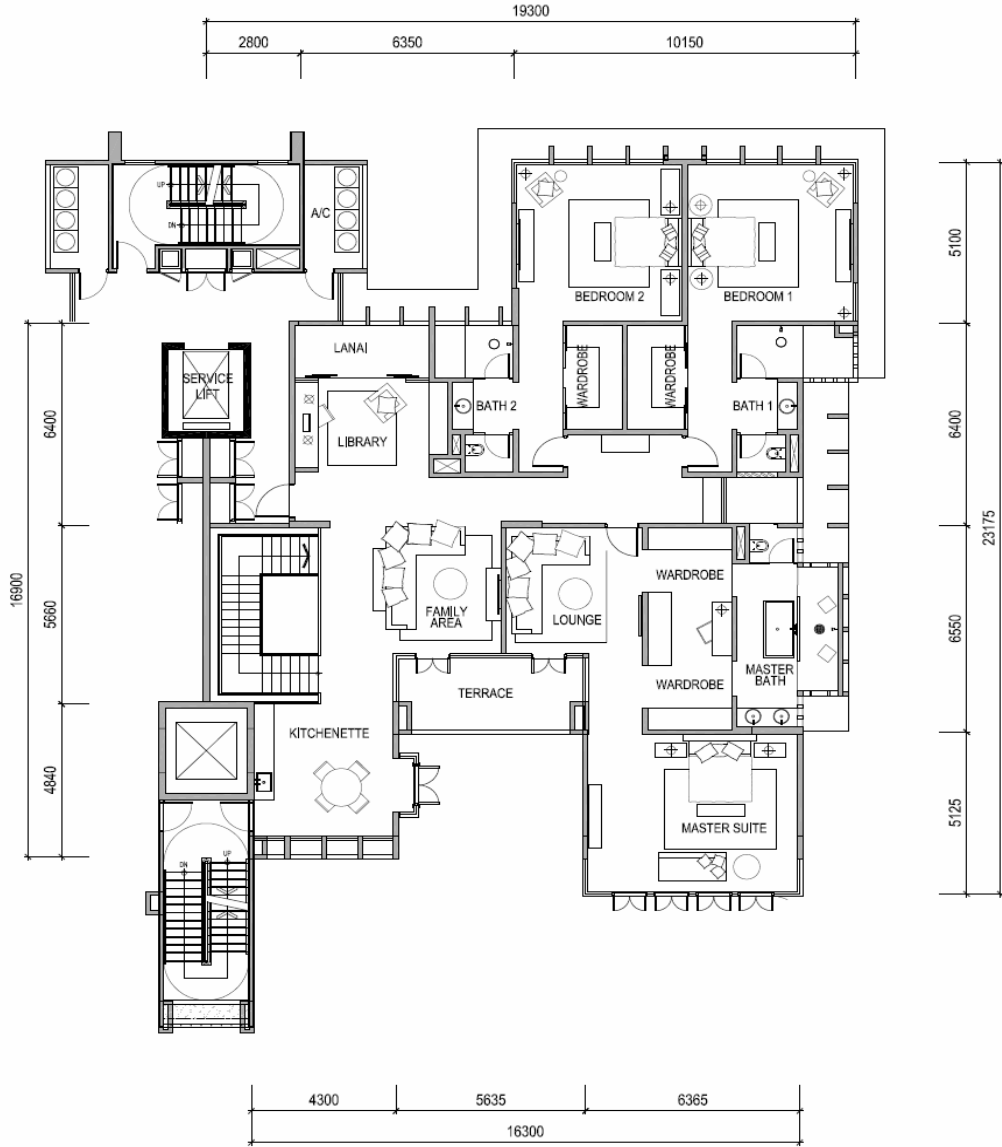 19300
2800
6350
10150
UP
DN
A/C
BEDROOM 2
BEDROOM 1
5100
LANAI
SERVICE
LIFT
WARDROBE
WARDROBE
BATH 2
BATH 1
LIBRARY
6400
6400
23175
16900
5660
FAMILY
AREA
LOUNGE
WARDROBE
6550
MASTER
BATH
WARDROBE
TERRACE
KITCHENETTE
4840
MASTER SUITE
5125
DN
UP
4300
5635
6365
16300